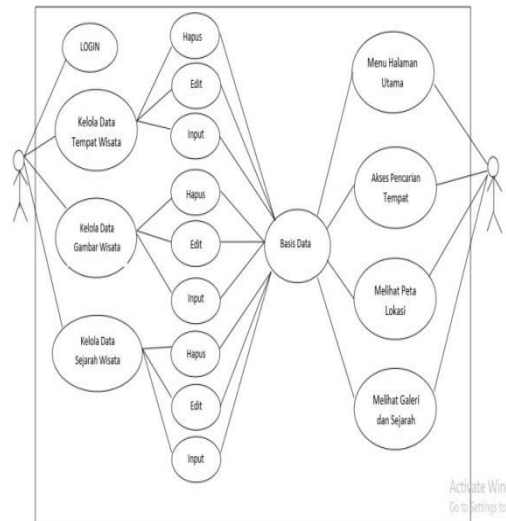 LOGIN
Kelola Data
Tempat Wisata
Kelola Data
Gambar Wisata
Kelola Data
Sejarah Wisata
Hapus
Edit
Input
Hapus
Edit
Input
Hapus
Edit
Input
Basis Data
Menu Halaman
Utama
Akses Pencarian
Tempat
Melihat Peta
Lokasi
Melihat Galeri
dan Sejarah
Activate Win
Go to Settings to